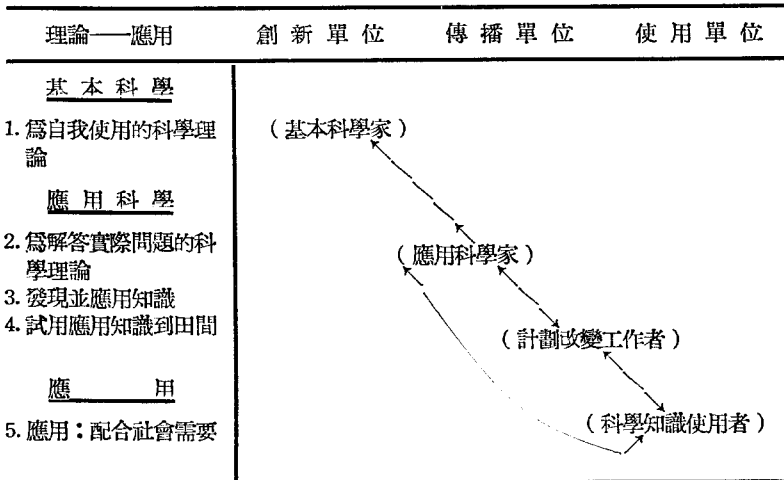 理論——應用 創新單位 傳播單位 使用單位
基本科學
1. 爲自我使用的科學理
論
(基本科學家)
應用科學
2. 爲解答實際問題的科
學理論
(應用科學家)
3. 發現並應用知識
4. 試用應用知識到田間
(計劃改變工作者)
應用
5. 應用：配合社會需要
(科學知識使用者)